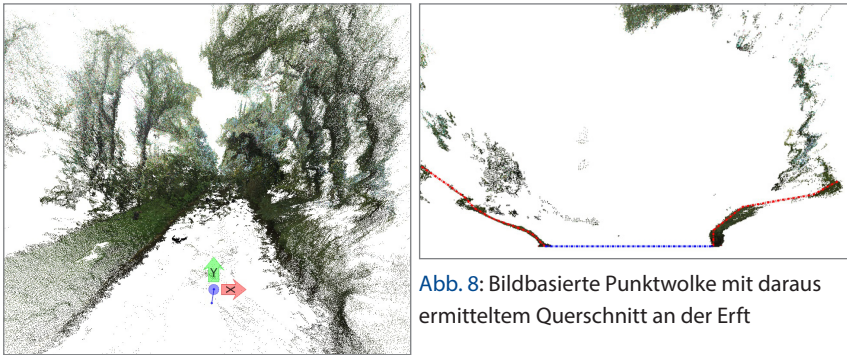 Y
X
Abb. 8: Bildbasierte Punktwolke mit daraus
ermitteltem Querschnitt an der Erft